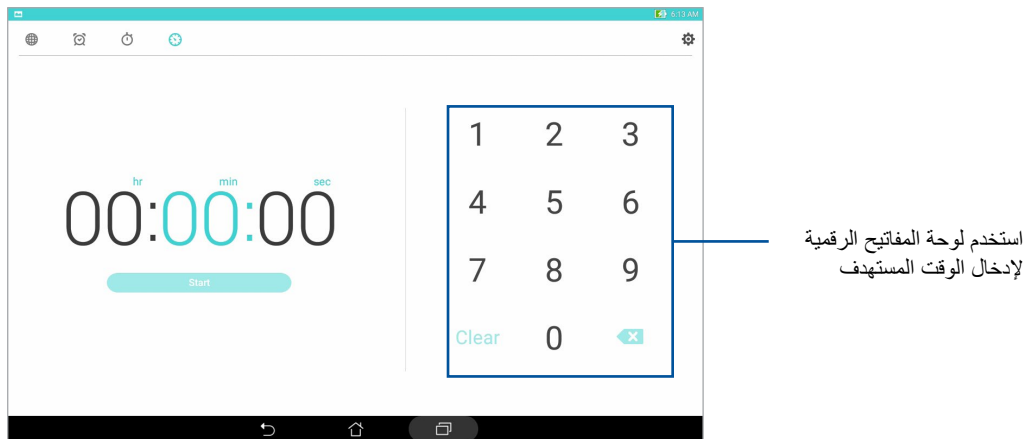 6:13 AM
hr min sec
00:00:00
Start
1 2 3
4 5 6
7 8 9
Clear 0
استخدم لوحة المفاتيح الرقمية
لإدخال الوقت المستهدف